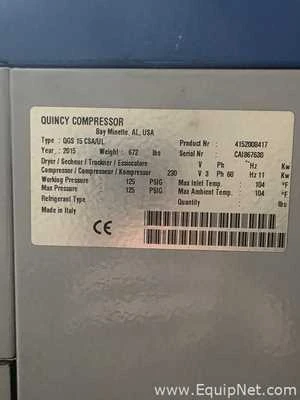 QUINCY COMPRESSOR
Bay Minette, AL, USA
Type : QGS 15 CSA/UL Product Nr : 4152008417
Year : 2015 Weight : 672 lbs Serial Nr : CAI867630
Dryer / Secheur / Trockner / Essiccatore V Ph Hz Kw
Compressor / Compresseur / Kompressor 230 V 3 Ph 60 Hz 11 Kw
Working Pressure 125 PSIG Max Inlet Temp. : 104 °F
Max Pressure 125 PSIG Max Ambient Temp. : 104 °F
Refrigerant Type Quantity lbs
Made in Italy
CE
© www.EquipNet.com